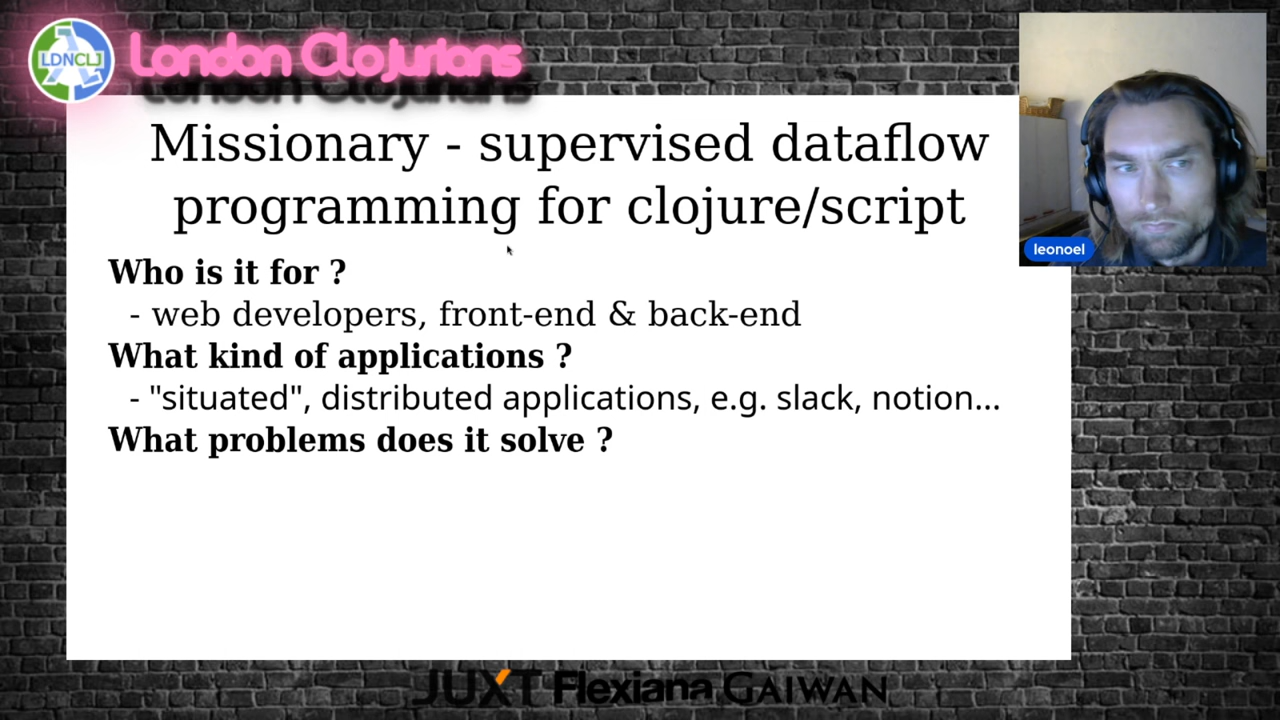 LDNCLJ
London Clojurians
Missionary - supervised dataflow
programming for clojure/script
leonoel
Who is it for ?
- web developers, front-end & back-end
What kind of applications ?
- "situated", distributed applications, e.g. slack, notion...
What problems does it solve ?
JUXT Flexiana GAIWAN